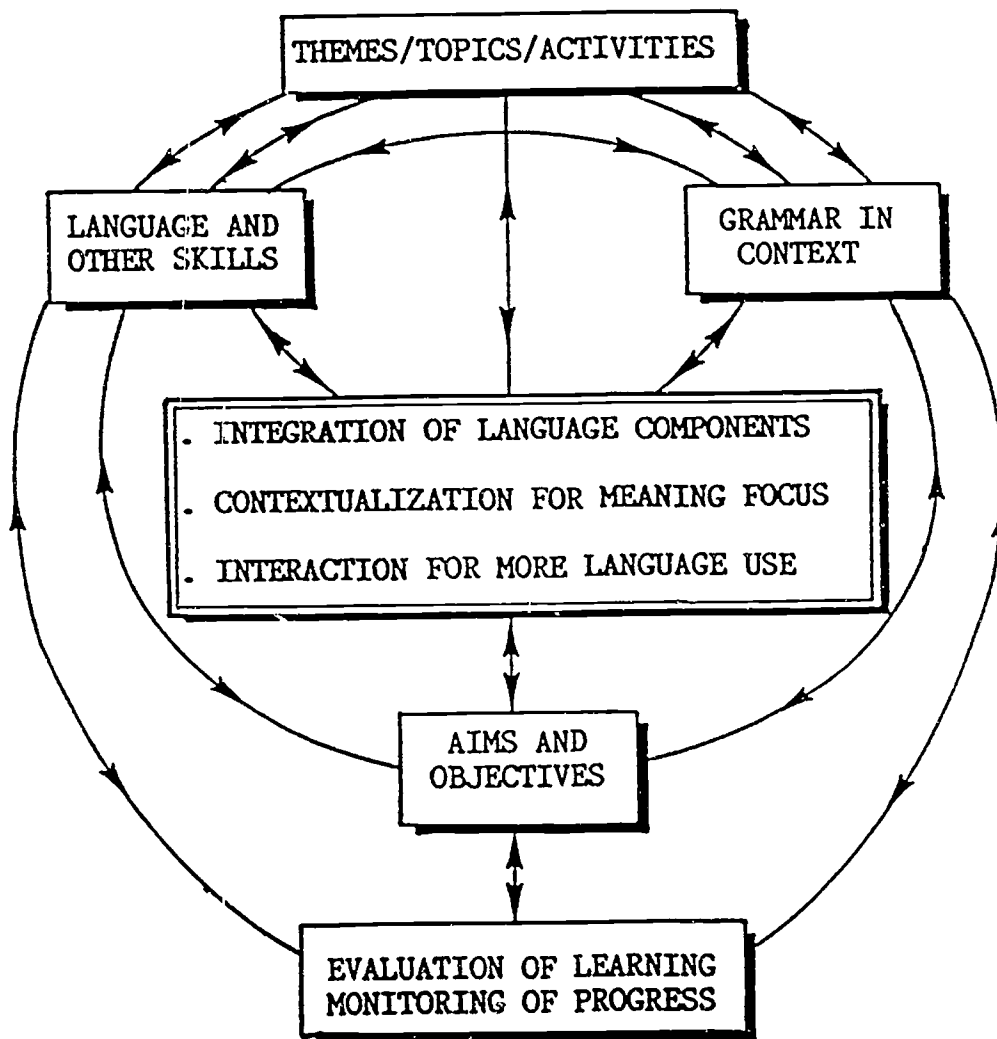 THEMES/TOPICS/ACTIVITIES
LANGUAGE AND
OTHER SKILLS
GRAMMAR IN
CONTEXT
. INTEGRATION OF LANGUAGE COMPONENTS
. CONTEXTUALIZATION FOR MEANING FOCUS
. INTERACTION FOR MORE LANGUAGE USE
AIMS AND
OBJECTIVES
EVALUATION OF LEARNING
MONITORING OF PROGRESS